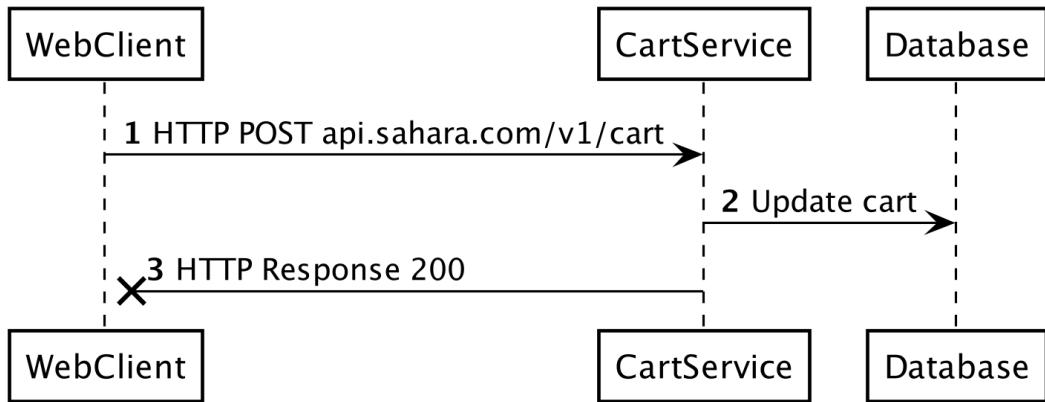 WebClient
CartService
Database
1 HTTP POST api.sahara.com/v1/cart
2 Update cart
3 HTTP Response 200
WebClient
CartService
Database